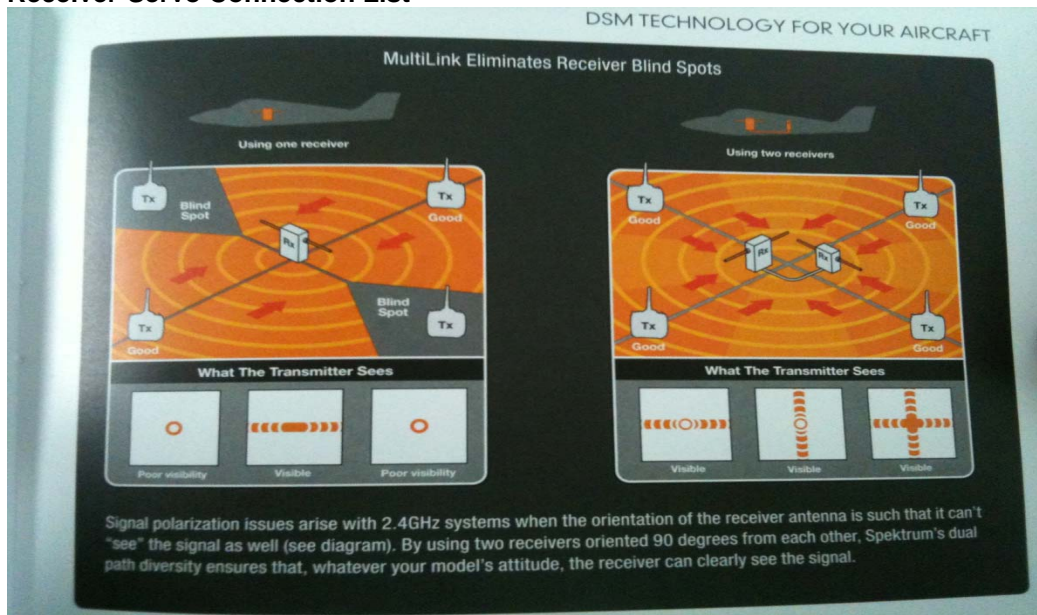 Receiver Servo Connection List
DSM TECHNOLOGY FOR YOUR AIRCRAFT
MultiLink Eliminates Receiver Blind Spots
Using one receiver
Tx
Blind
Spot
Tx
Good
Rx
Blind
Spot
Tx
Good
Tx
What The Transmitter Sees
Poor visibility
Visible
Poor visibility
Using two receivers
Tx
Good
Tx
Good
Rx
Rx
Tx
Good
Tx
Good
What The Transmitter Sees
Visible
Visible
Visible
Signal polarization issues arise with 2.4GHz systems when the orientation of the receiver antenna is such that it can't
"see" the signal as well (see diagram). By using two receivers oriented 90 degrees from each other, Spektrum's dual
path diversity ensures that, whatever your model's attitude, the receiver can clearly see the signal.